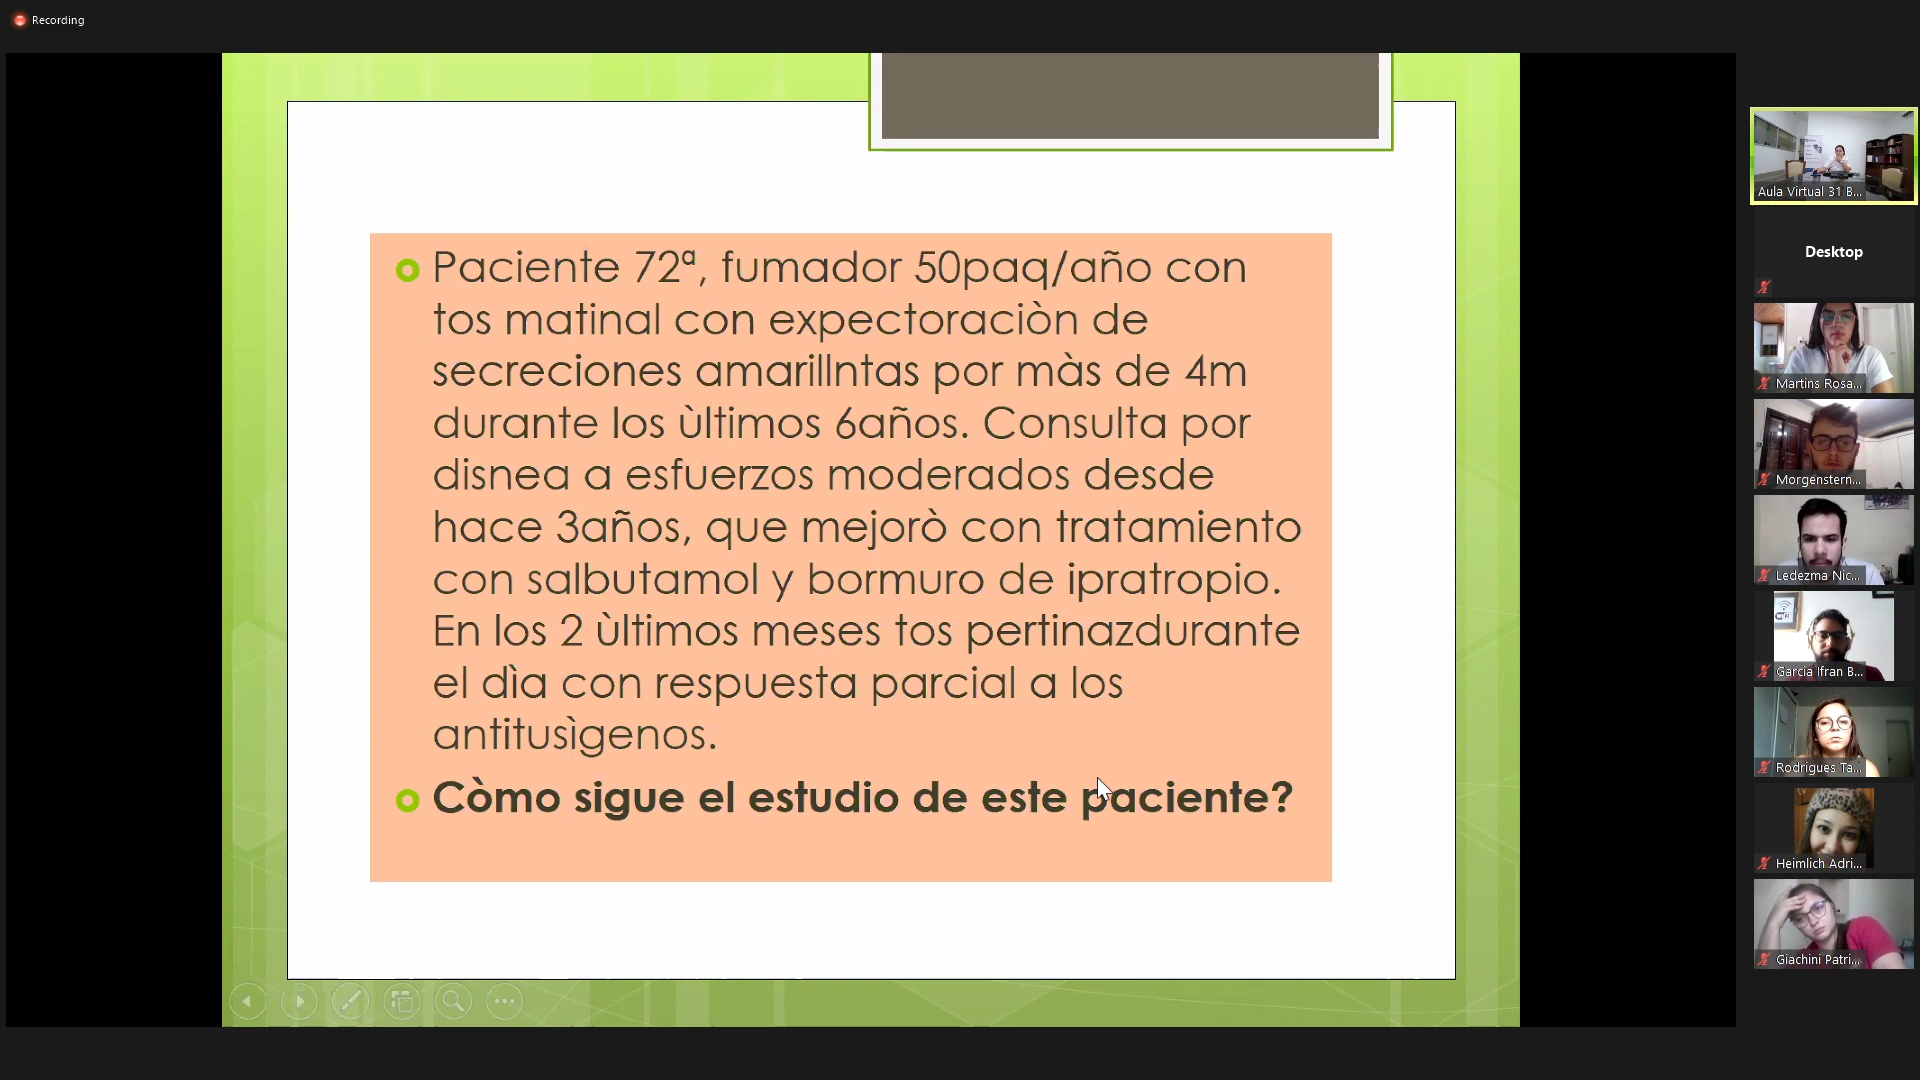 Recording
Paciente 72ª, fumador 50paq/año con
tos matinal con expectoraciòn de
secreciones amarillntas por màs de 4m
durante los ùltimos 6años. Consulta por
disnea a esfuerzos moderados desde
hace 3años, que mejorò con tratamiento
con salbutamol y bormuro de ipratropio.
En los 2 ùltimos meses tos pertinazdurante
el dìa con respuesta parcial a los
antitusìgenos.
Còmo sigue el estudio de este paciente?
Aula Virtual 31 B...
Desktop
Martins Rosa...
Morgenstern...
Ledezma Nic...
Garcia Ifran B...
Rodrigues Ta...
Heimlich Adri...
Giachini Patri...